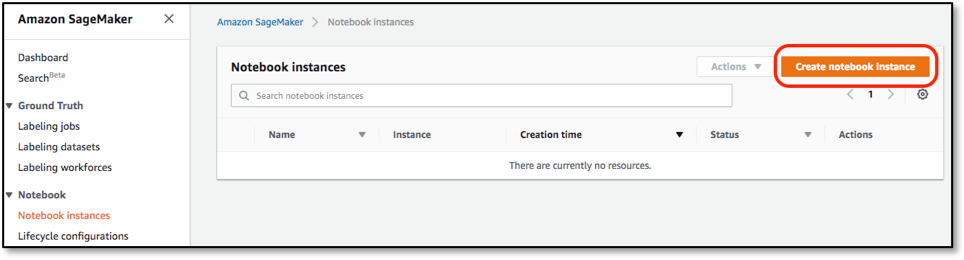 Amazon SageMaker
Dashboard
Search Beta
Ground Truth
Labeling jobs
Labeling datasets
Labeling workforces
Notebook
Notebook instances
Lifecycle configurations
Amazon SageMaker > Notebook instances
Notebook instances
Actions
Create notebook instance
Search notebook instances
1
Name Instance Creation time Status Actions
There are currently no resources.